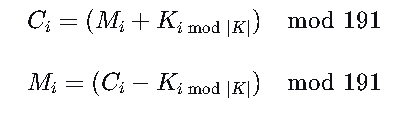 C_i = (M_i + K_{i mod |K|})  mod 191
M_i = (C_i − K_{i mod |K|})  mod 191